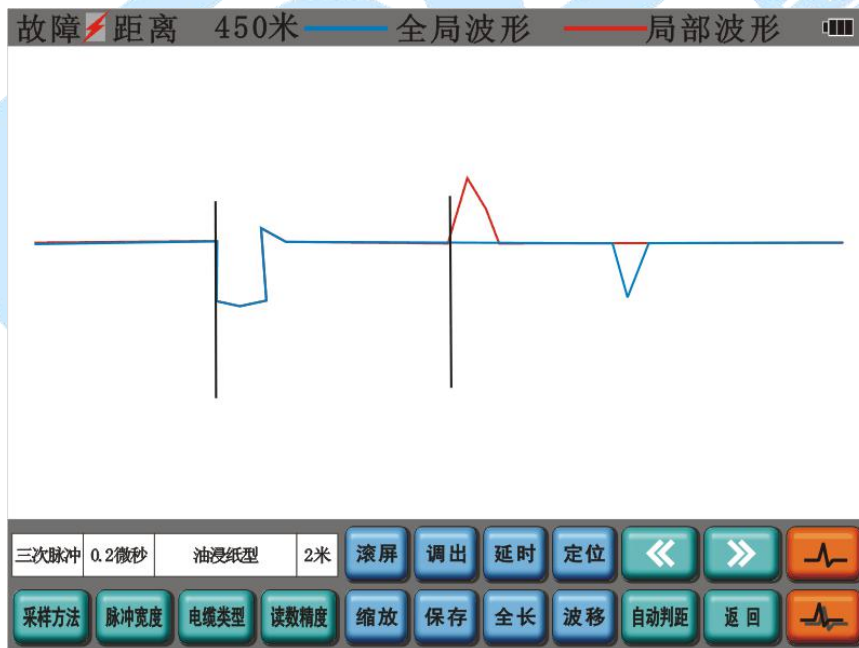 故障距离 450米 全局波形 局部波形
三次脉冲 0.2微秒 油浸纸型 2米 滚屏 调出 延时 定位
采样方法 脉冲宽度 电缆类型 读数精度 缩放 保存 全长 波移 自动判距 返回